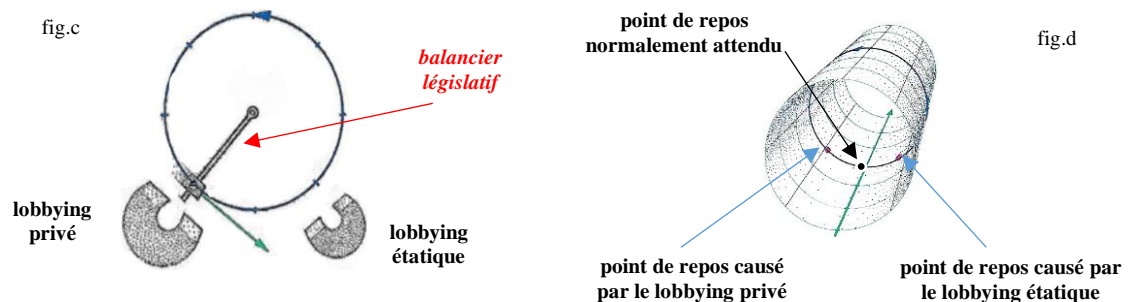 fig.c
balancier
législatif
lobbying
privé
lobbying
étatique
point de repos
normalement attendu
fig.d
point de repos causé
par le lobbying privé
point de repos causé par
le lobbying étatique